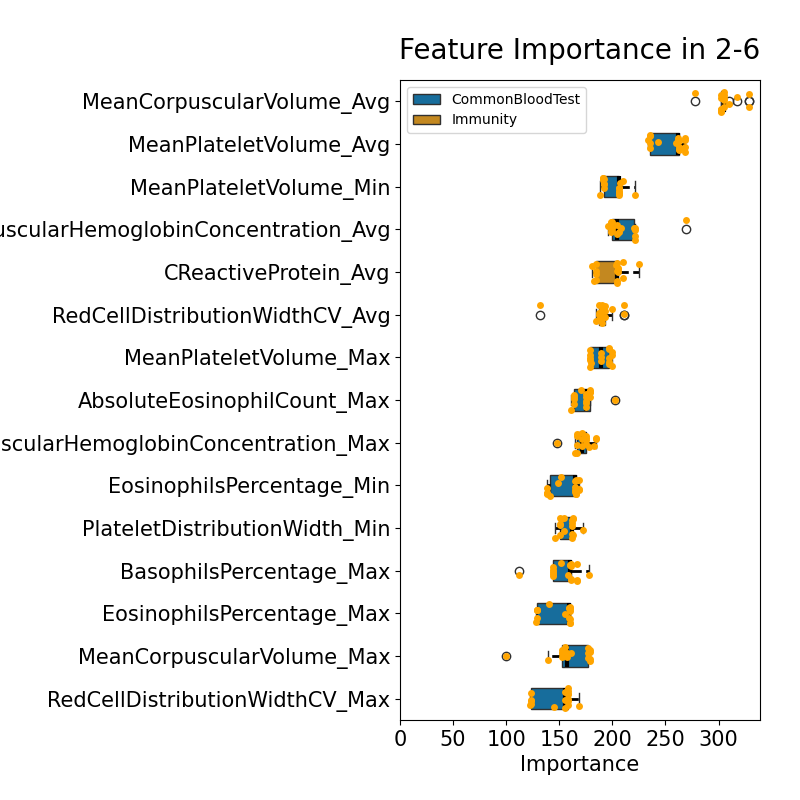 Feature Importance in 2-6
CommonBloodTest
Immunity
MeanCorpuscularVolume_Avg
MeanPlateletVolume_Avg
MeanPlateletVolume_Min
uscularHemoglobinConcentration_Avg
CReactiveProtein_Avg
RedCellDistributionWidthCV_Avg
MeanPlateletVolume_Max
AbsoluteEosinophilCount_Max
scularHemoglobinConcentration_Max
EosinophilsPercentage_Min
PlateletDistributionWidth_Min
BasophilsPercentage_Max
EosinophilsPercentage_Max
MeanCorpuscularVolume_Max
RedCellDistributionWidthCV_Max
0 50 100 150 200 250 300
Importance